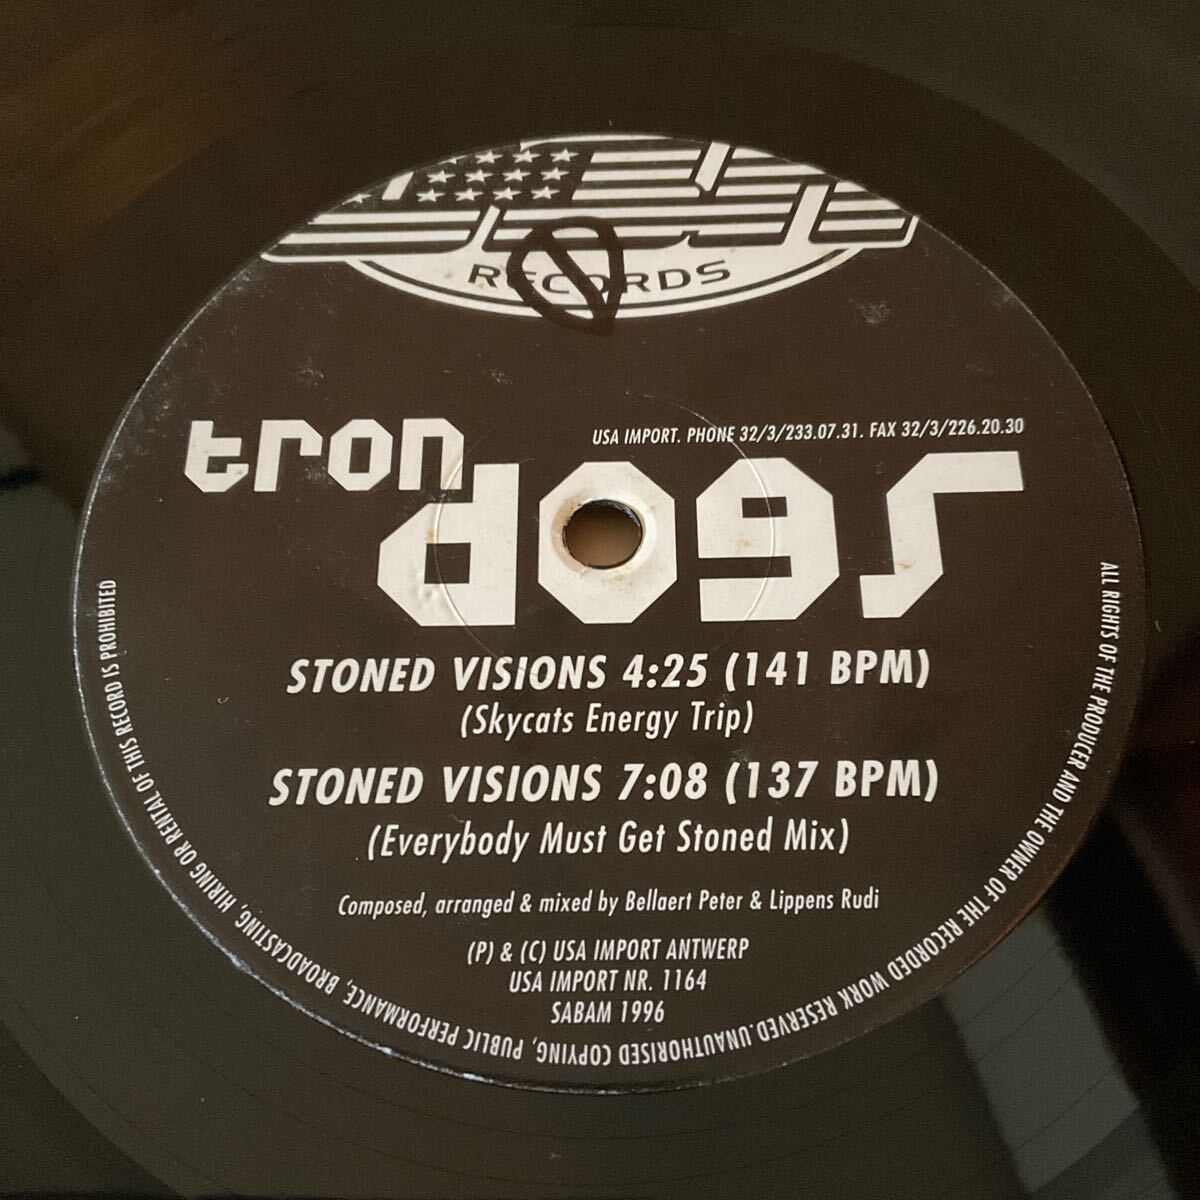 RECORDS
USA IMPORT. PHONE 32/3/233.07.31. FAX 32/3/226.20.30
tron
dogs
STONED VISIONS 4:25 (141 BPM)
(Skycats Energy Trip)
STONED VISIONS 7:08 (137 BPM)
(Everybody Must Get Stoned Mix)
Composed, arranged & mixed by Bellaert Peter & Lippens Rudi
(P) & (C) USA IMPORT ANTWERP
USA IMPORT NR. 1164
SABAM 1996
ALL RIGHTS OF THE PRODUCER AND THE OWNER OF THE RECORDED WORK RESERVED. UNAUTHORISED COPYING, PUBLIC PERFORMANCE, BROADCASTING, HIRING OR RENTAL OF THIS RECORD IS PROHIBITED